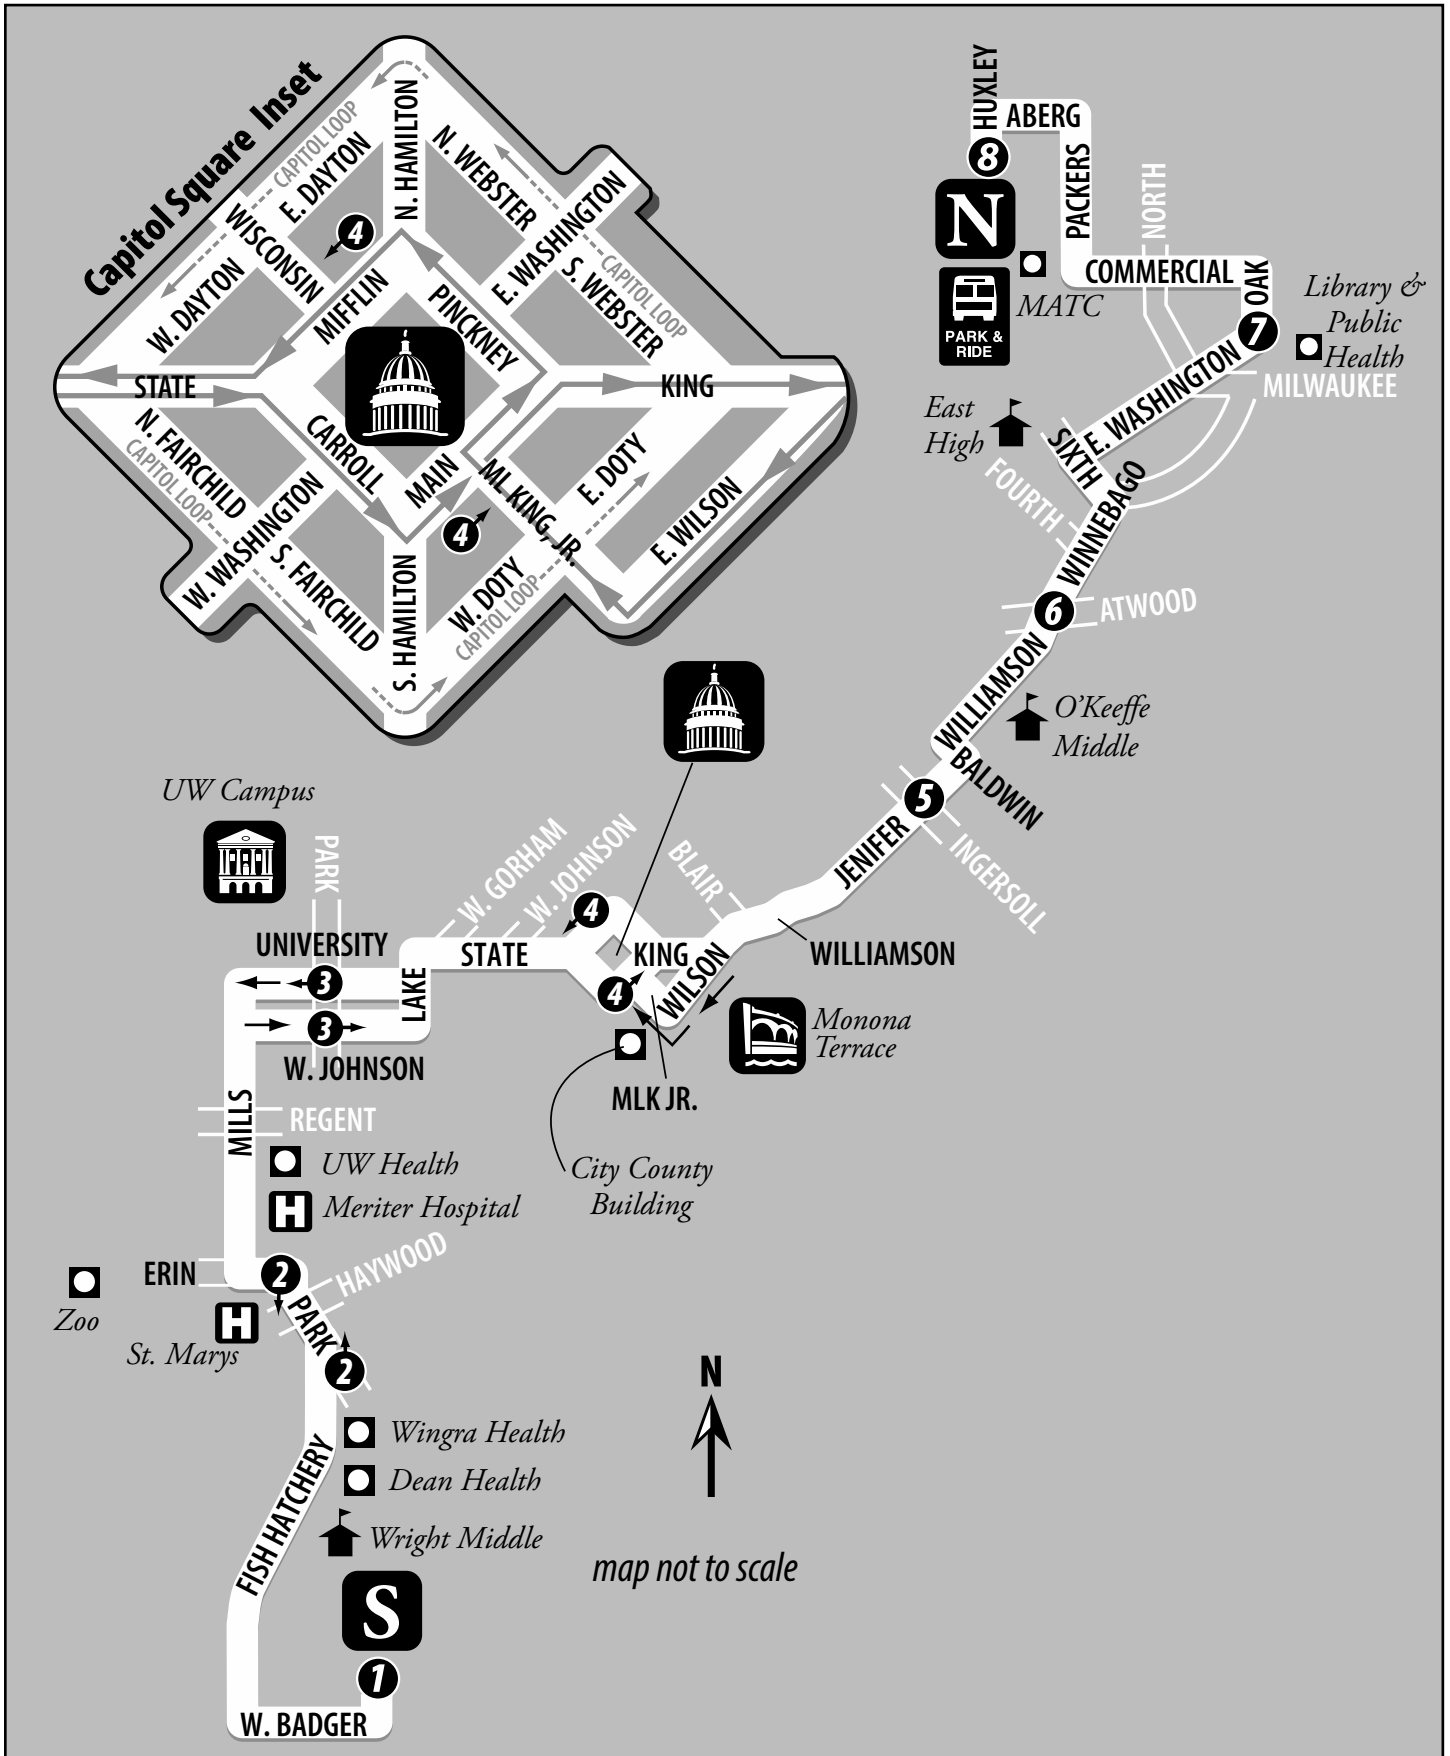 Capitol Square Inset
CAPITOL LOOP
E. DAYTON
N. HAMILTON
N. WEBSTER
E. WASHINGTON
WISCONSIN
4
W. DAYTON
MIFFLIN
PINCKNEY
S. WEBSTER
CAPITOL LOOP
STATE
KING
N. FAIRCHILD
CAPITOL LOOP
CARROLL
MAIN
ML KING, JR.
E. DOTY
E. WILSON
4
W. WASHINGTON
S. FAIRCHILD
S. HAMILTON
W. DOTY
CAPITOL LOOP
HUXLEY
ABERG
8
N
PACKERS
NORTH
PARK &
RIDE
MATC
COMMERCIAL
OAK
7
Library &
Public
Health
MILWAUKEE
E. WASHINGTON
East
High
SIXTH
FOURTH
WINNEBAGO
6
ATWOOD
WILLIAMSON
O'Keeffe
Middle
BALDWIN
5
JENIFER
INGERSOLL
UW Campus
PARK
W. GORHAM
W. JOHNSON
BLAIR
4
UNIVERSITY
STATE
KING
WILLIAMSON
3
LAKE
4
WILSON
3
W. JOHNSON
Monona
Terrace
MLK JR.
MILLS
REGENT
UW Health
City County
Building
Meriter Hospital
ERIN
2
HAYWOOD
Zoo
H
H
PARK
St. Marys
2
N
Wingra Health
Dean Health
FISH HATCHERY
Wright Middle
map not to scale
S
1
W. BADGER